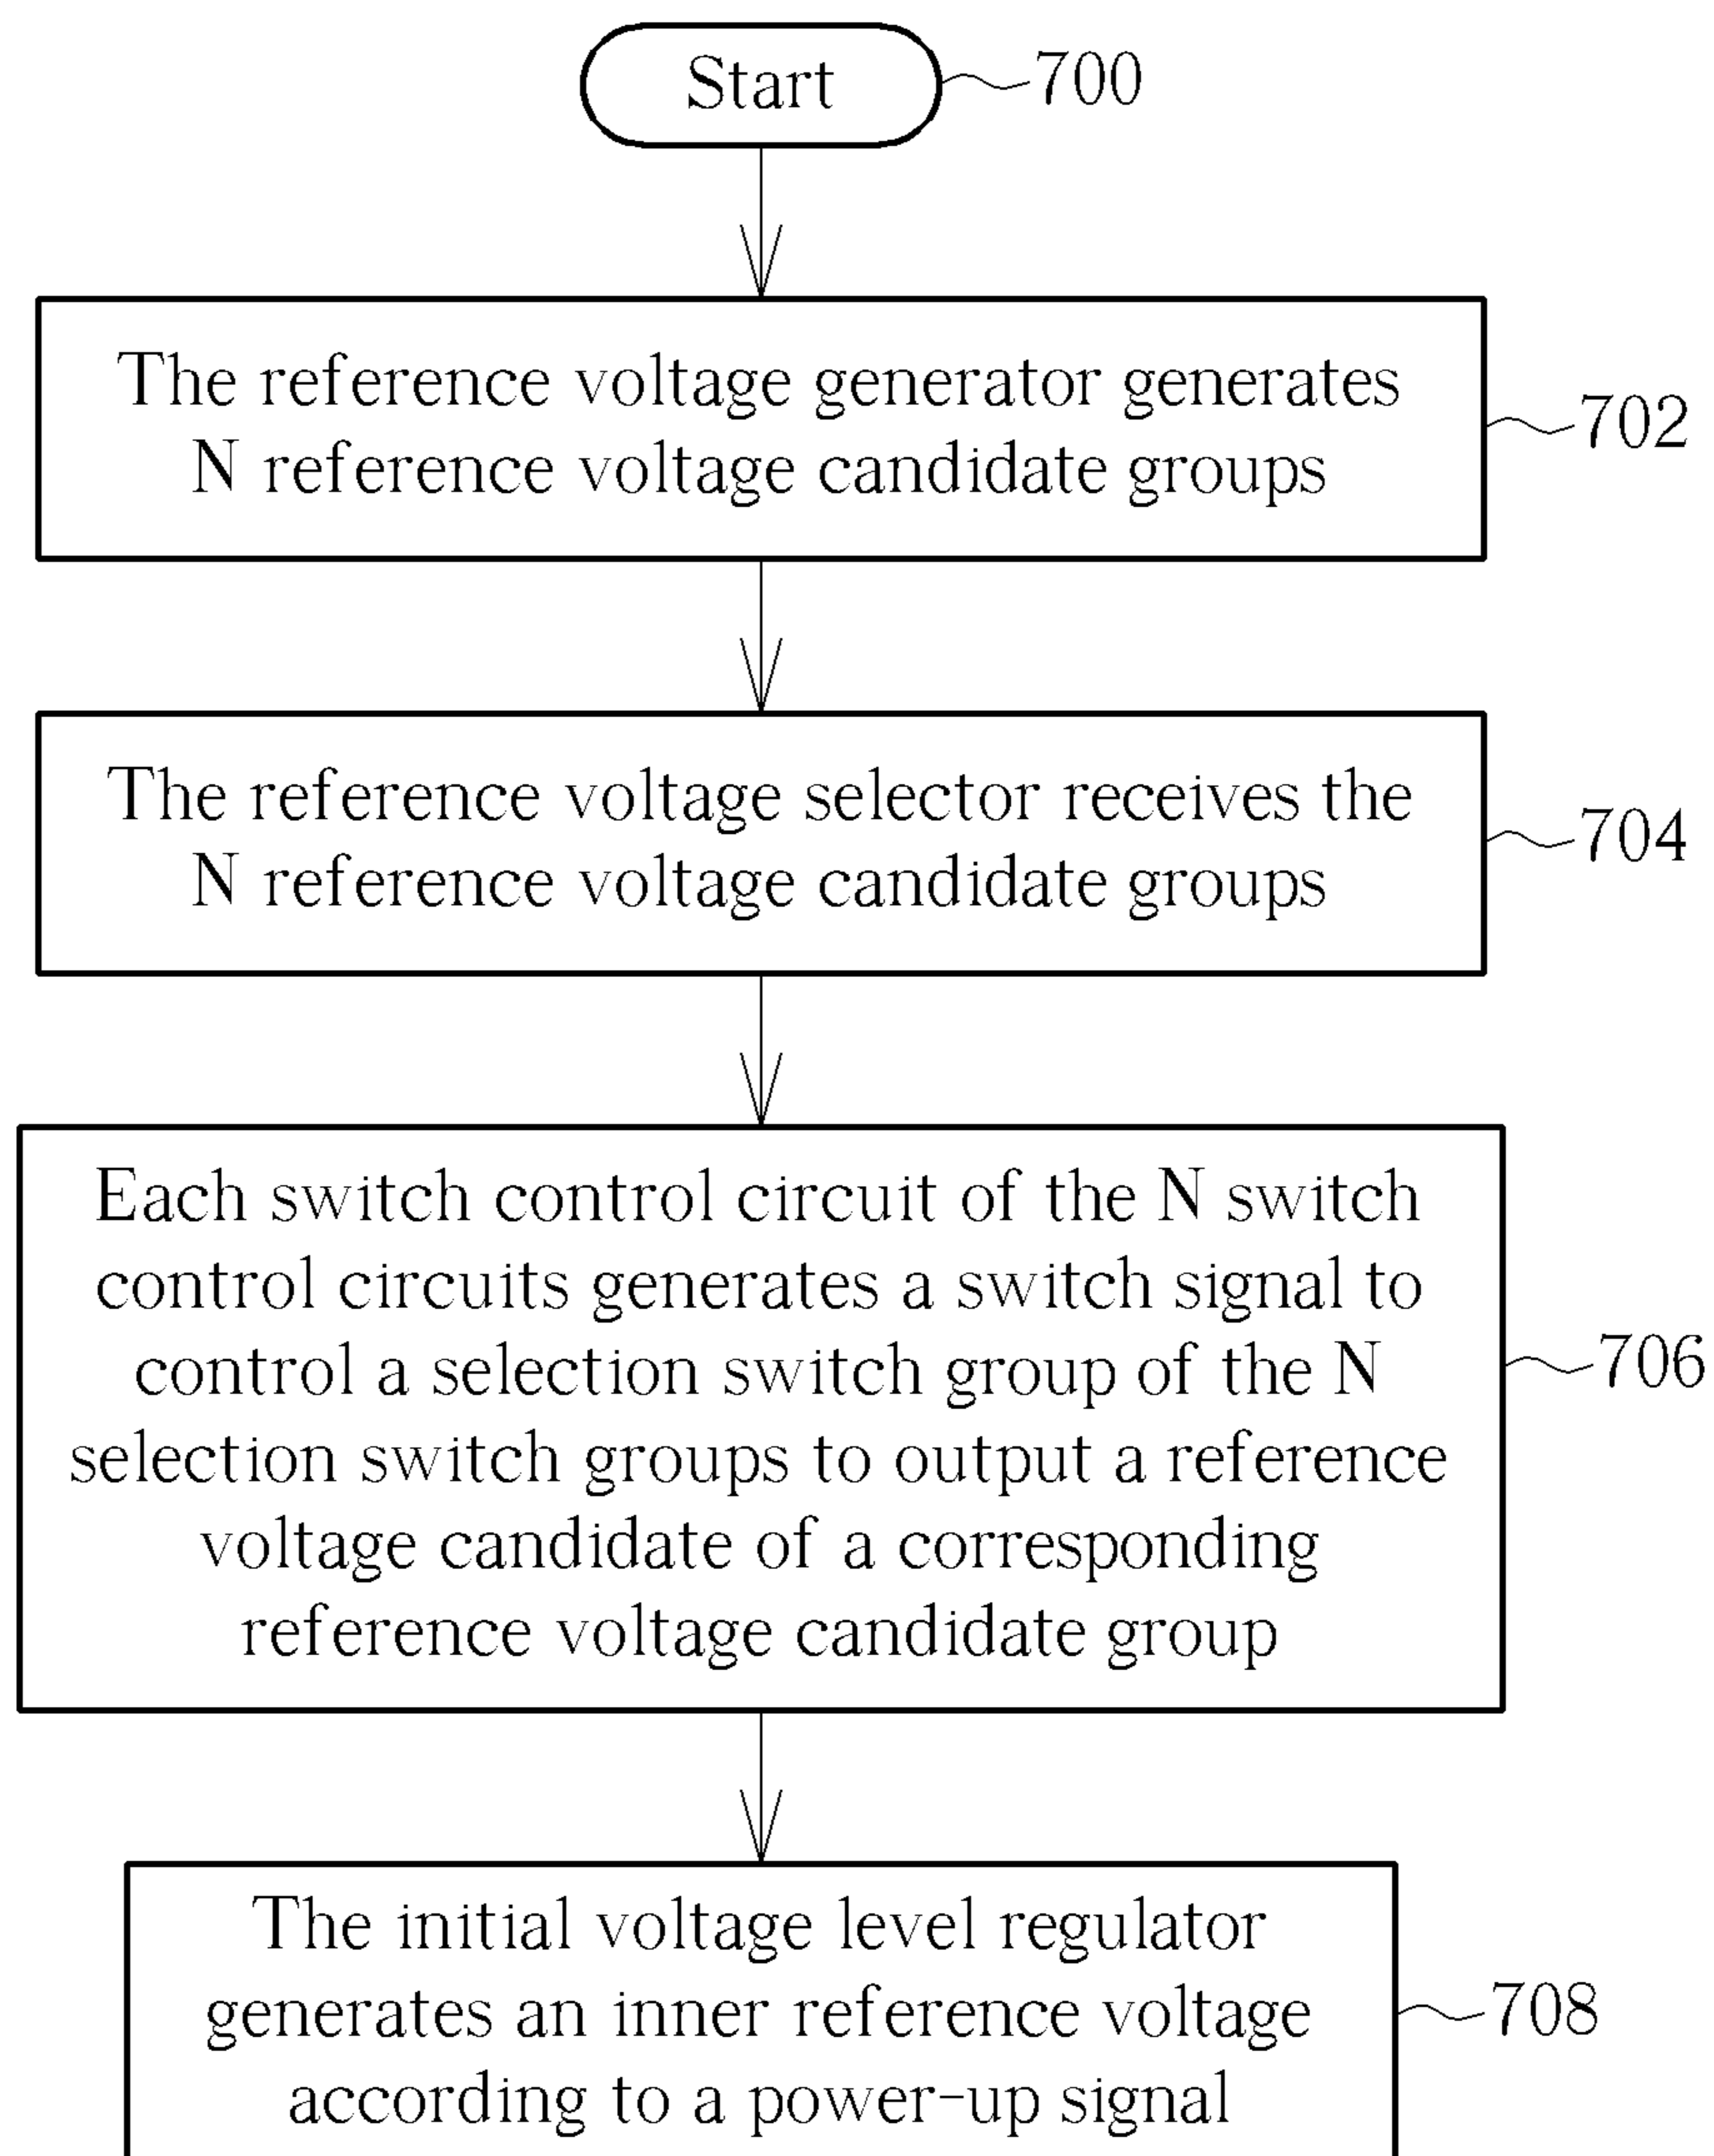 Start
700
The reference voltage generator generates
N reference voltage candidate groups
702
The reference voltage selector receives the
N reference voltage candidate groups
704
Each switch control circuit of the N switch
control circuits generates a switch signal to
control a selection switch group of the N
selection switch groups to output a reference
voltage candidate of a corresponding
reference voltage candidate group
706
The initial voltage level regulator
generates an inner reference voltage
according to a power-up signal
708